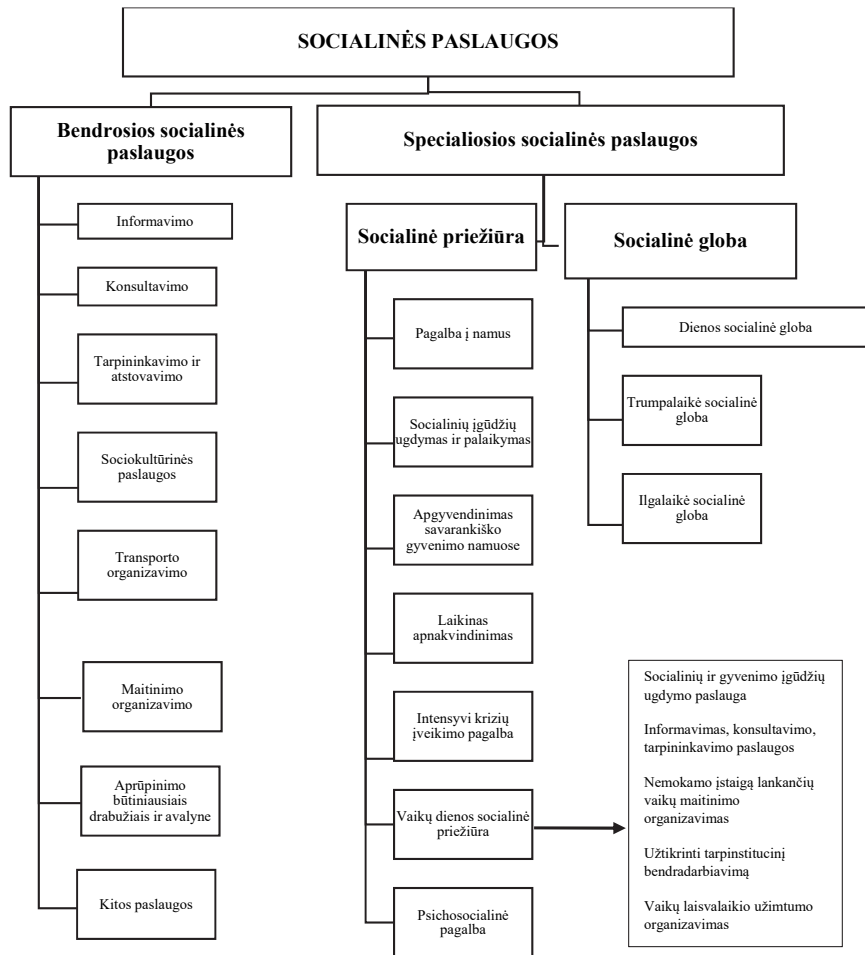 SOCIALINĖS PASLAUGOS
Bendrosios socialinės
paslaugos
Specialiosios socialinės paslaugos
Informavimo
Konsultavimo
Tarpininkavimo ir
atstovavimo
Sociokultūrinės
paslaugos
Transporto
organizavimo
Maitinimo
organizavimo
Aprūpinimo
būtiniausiais
drabužiais ir avalyne
Kitos paslaugos
Socialinė priežiūra
Pagalba į namus
Socialinių įgūdžių
ugdymas ir palaikymas
Apgyvendinimas
savarankiško
gyvenimo namuose
Laikinas
apnakvindinimas
Intensyvi krizių
įveikimo pagalba
Vaikų dienos socialinė
priežiūra
Psichosocialinė
pagalba
Socialinė globa
Dienos socialinė globa
Trumpalaikė socialinė
globa
Ilgalaikė socialinė
globa
Socialinių ir gyvenimo įgūdžių
ugdymo paslauga
Informavimas, konsultavimo,
tarpininkavimo paslaugos
Nemokamo įstaigą lankančių
vaikų maitinimo
organizavimas
Užtikrinti tarpinstitucinį
bendradarbiavimą
Vaikų laisvalaikio užimtumo
organizavimas